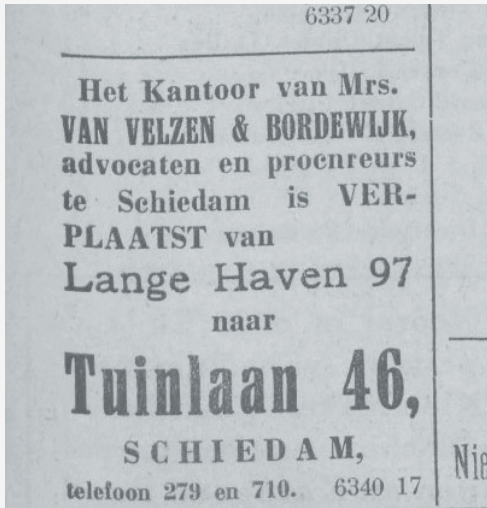 6337 20
Het Kantoor van Mrs.
VAN VELZEN & BORDEWIJK,
advocaten en procnreurs
te Schiedam is VER-
PLAATST van
Lange Haven 97
naar
Tuinlaan 46,
SCHIEDAM,
telefoon 279 en 710. 6340 17
Nie